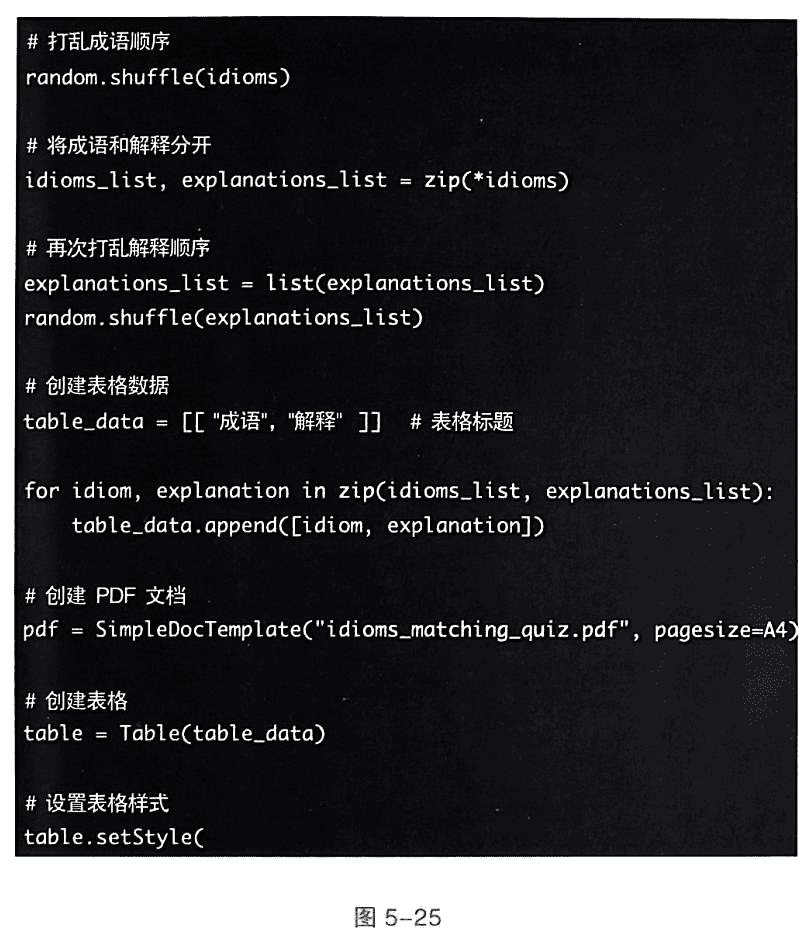 # 打乱成语顺序
random.shuffle(idioms)
# 将成语和解释分开
idioms_list, explanations_list = zip(*idioms)
# 再次打乱解释顺序
explanations_list = list(explanations_list)
random.shuffle(explanations_list)
# 创建表格数据
table_data = [[ "成语", "解释" ]]  # 表格标题
for idiom, explanation in zip(idioms_list, explanations_list):
    table_data.append([idiom, explanation])
# 创建 PDF 文档
pdf = SimpleDocTemplate("idioms_matching_quiz.pdf", pagesize=A4)
# 创建表格
table = Table(table_data)
# 设置表格样式
table.setStyle(
图 5-25